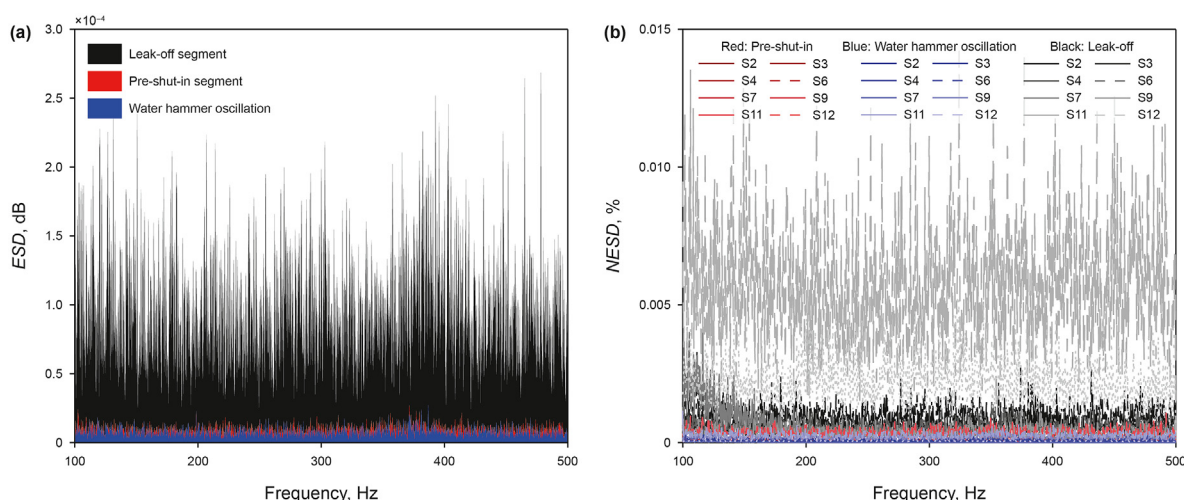 (a)
×10⁻⁴
3.0
2.5
2.0
1.5
1.0
0.5
0
ESD, dB
Leak-off segment
Pre-shut-in segment
Water hammer oscillation
100 200 300 400 500
Frequency, Hz
(b)
0.015
0.010
0.005
0
NESD, %
Red: Pre-shut-in Blue: Water hammer oscillation Black: Leak-off
S2 S3 S2 S3 S2 S3
S4 S6 S4 S6 S4 S6
S7 S9 S7 S9 S7 S9
S11 S12 S11 S12 S11 S12
100 200 300 400 500
Frequency, Hz